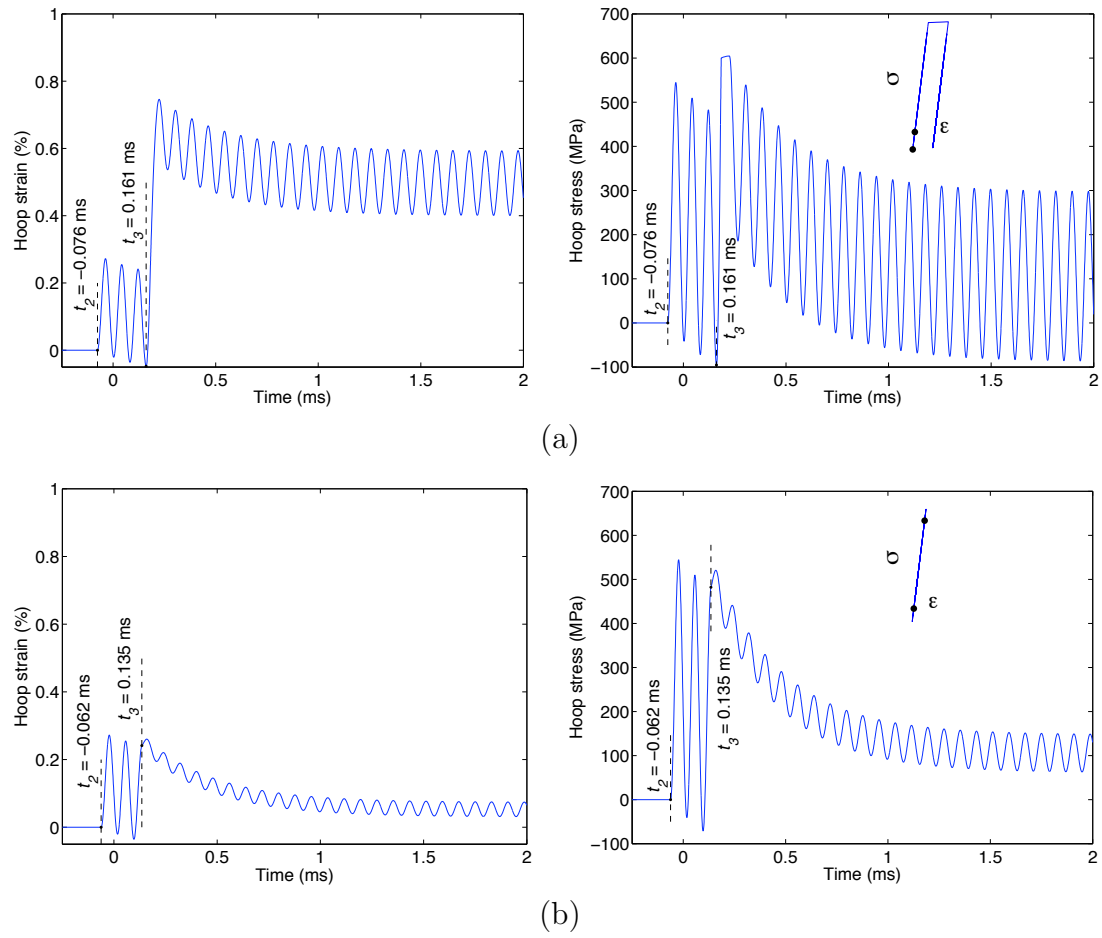 1
0.8
0.6
0.4
0.2
0
Hoop strain (%)
t2 = −0.076 ms
t3 = 0.161 ms
0
0.5
1
1.5
2
Time (ms)
700
600
500
400
300
200
100
0
−100
Hoop stress (MPa)
t2 = −0.076 ms
t3 = 0.161 ms
σ
ε
0
0.5
1
1.5
2
Time (ms)
(a)
1
0.8
0.6
0.4
0.2
0
Hoop strain (%)
t2 = −0.062 ms
t3 = 0.135 ms
0
0.5
1
1.5
2
Time (ms)
700
600
500
400
300
200
100
0
−100
Hoop stress (MPa)
t2 = −0.062 ms
t3 = 0.135 ms
σ
ε
0
0.5
1
1.5
2
Time (ms)
(b)